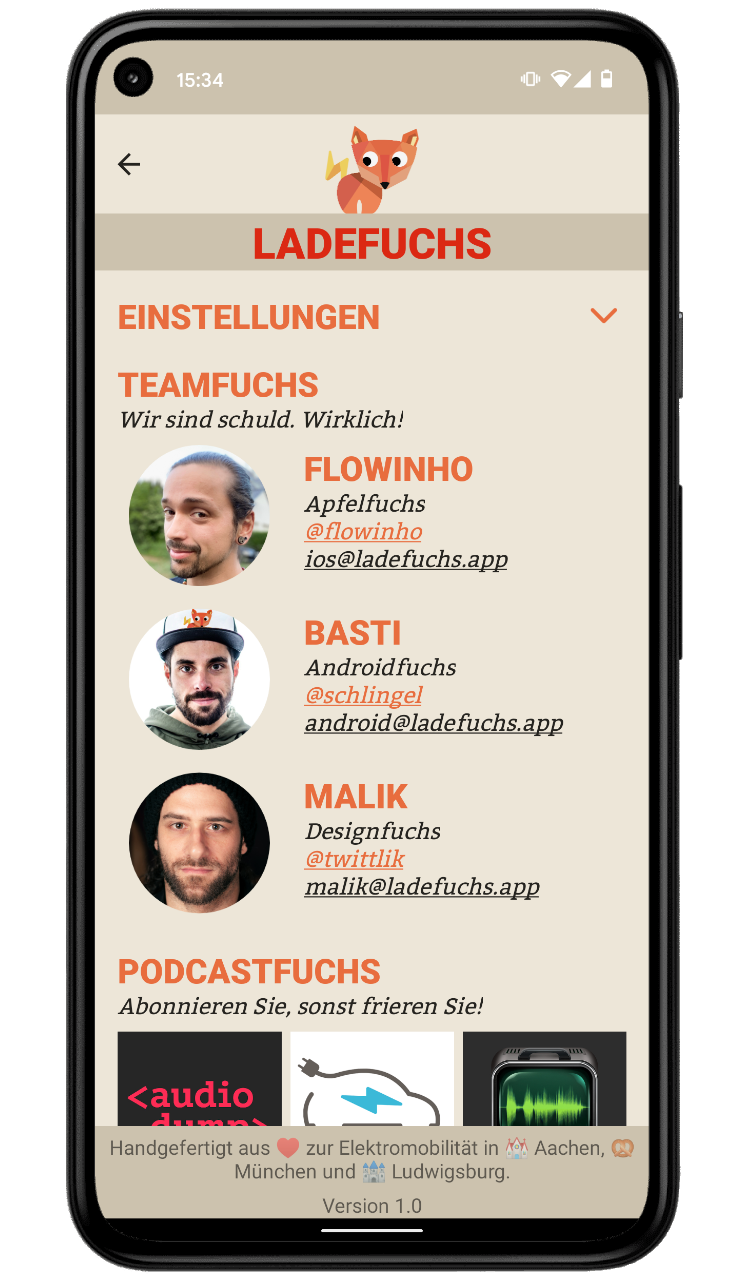 15:34
LADEFUCHS
EINSTELLUNGEN
TEAMFUCHS
Wir sind schuld. Wirklich!
FLOWINHO
Apfelfuchs
@flowinho
ios@ladefuchs.app
BASTI
Androidfuchs
@schlingel
android@ladefuchs.app
MALIK
Designfuchs
@twittlik
malik@ladefuchs.app
PODCASTFUCHS
Abonnieren Sie, sonst frieren Sie!
<audio
dump>
Handgefertigt aus ❤️ zur Elektromobilität in 🏰 Aachen, 🥨
München und 🏰 Ludwigsburg.
Version 1.0